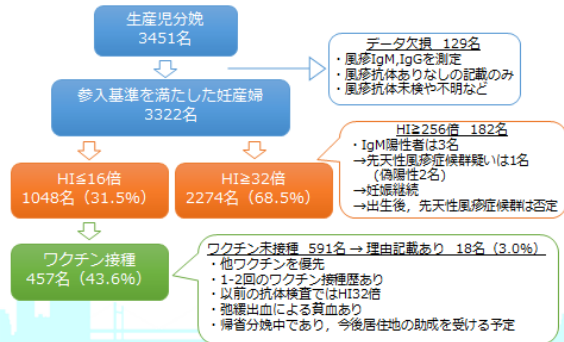 生産児分娩
3451名
データ欠損 129名
・風疹IgM,IgGを測定
・風疹抗体ありなしの記載のみ
・風疹抗体未検や不明など
参入基準を満たした妊産婦
3322名
HI≧256倍 182名
・IgM陽性者は3名
→先天性風疹症候群疑いは1名
(偽陽性2名)
→妊娠継続
→出生後，先天性風疹症候群は否定
HI≦16倍
1048名（31.5%）
HI≧32倍
2274名（68.5%）
ワクチン接種
457名（43.6%）
ワクチン未接種 591名 → 理由記載あり 18名（3.0%）
・他ワクチンを優先
・1-2回のワクチン接種歴あり
・以前の抗体検査ではHI32倍
・弛緩出血による貧血あり
・帰省分娩中であり，今後居住地の助成を受ける予定